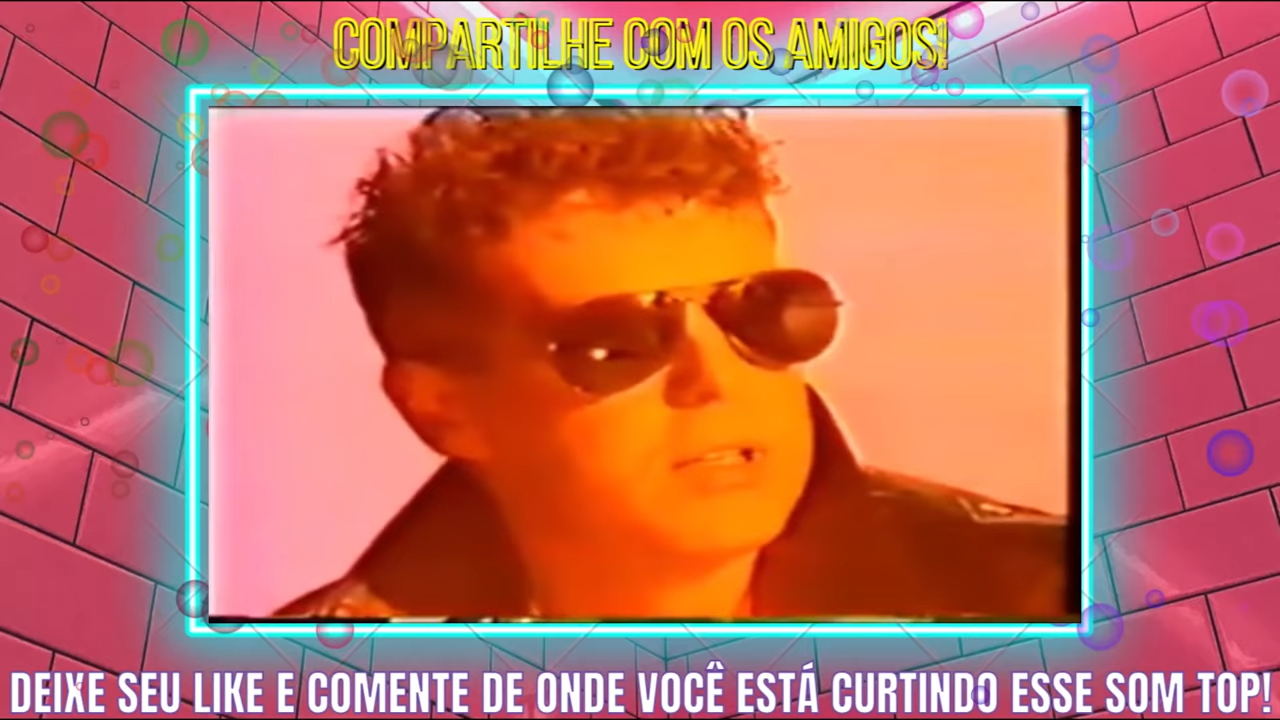 COMPARTILHE COM OS AMIGOS!
DEIXE SEU LIKE E COMENTE DE ONDE VOCÊ ESTÁ CURTINDO ESSE SOM TOP!